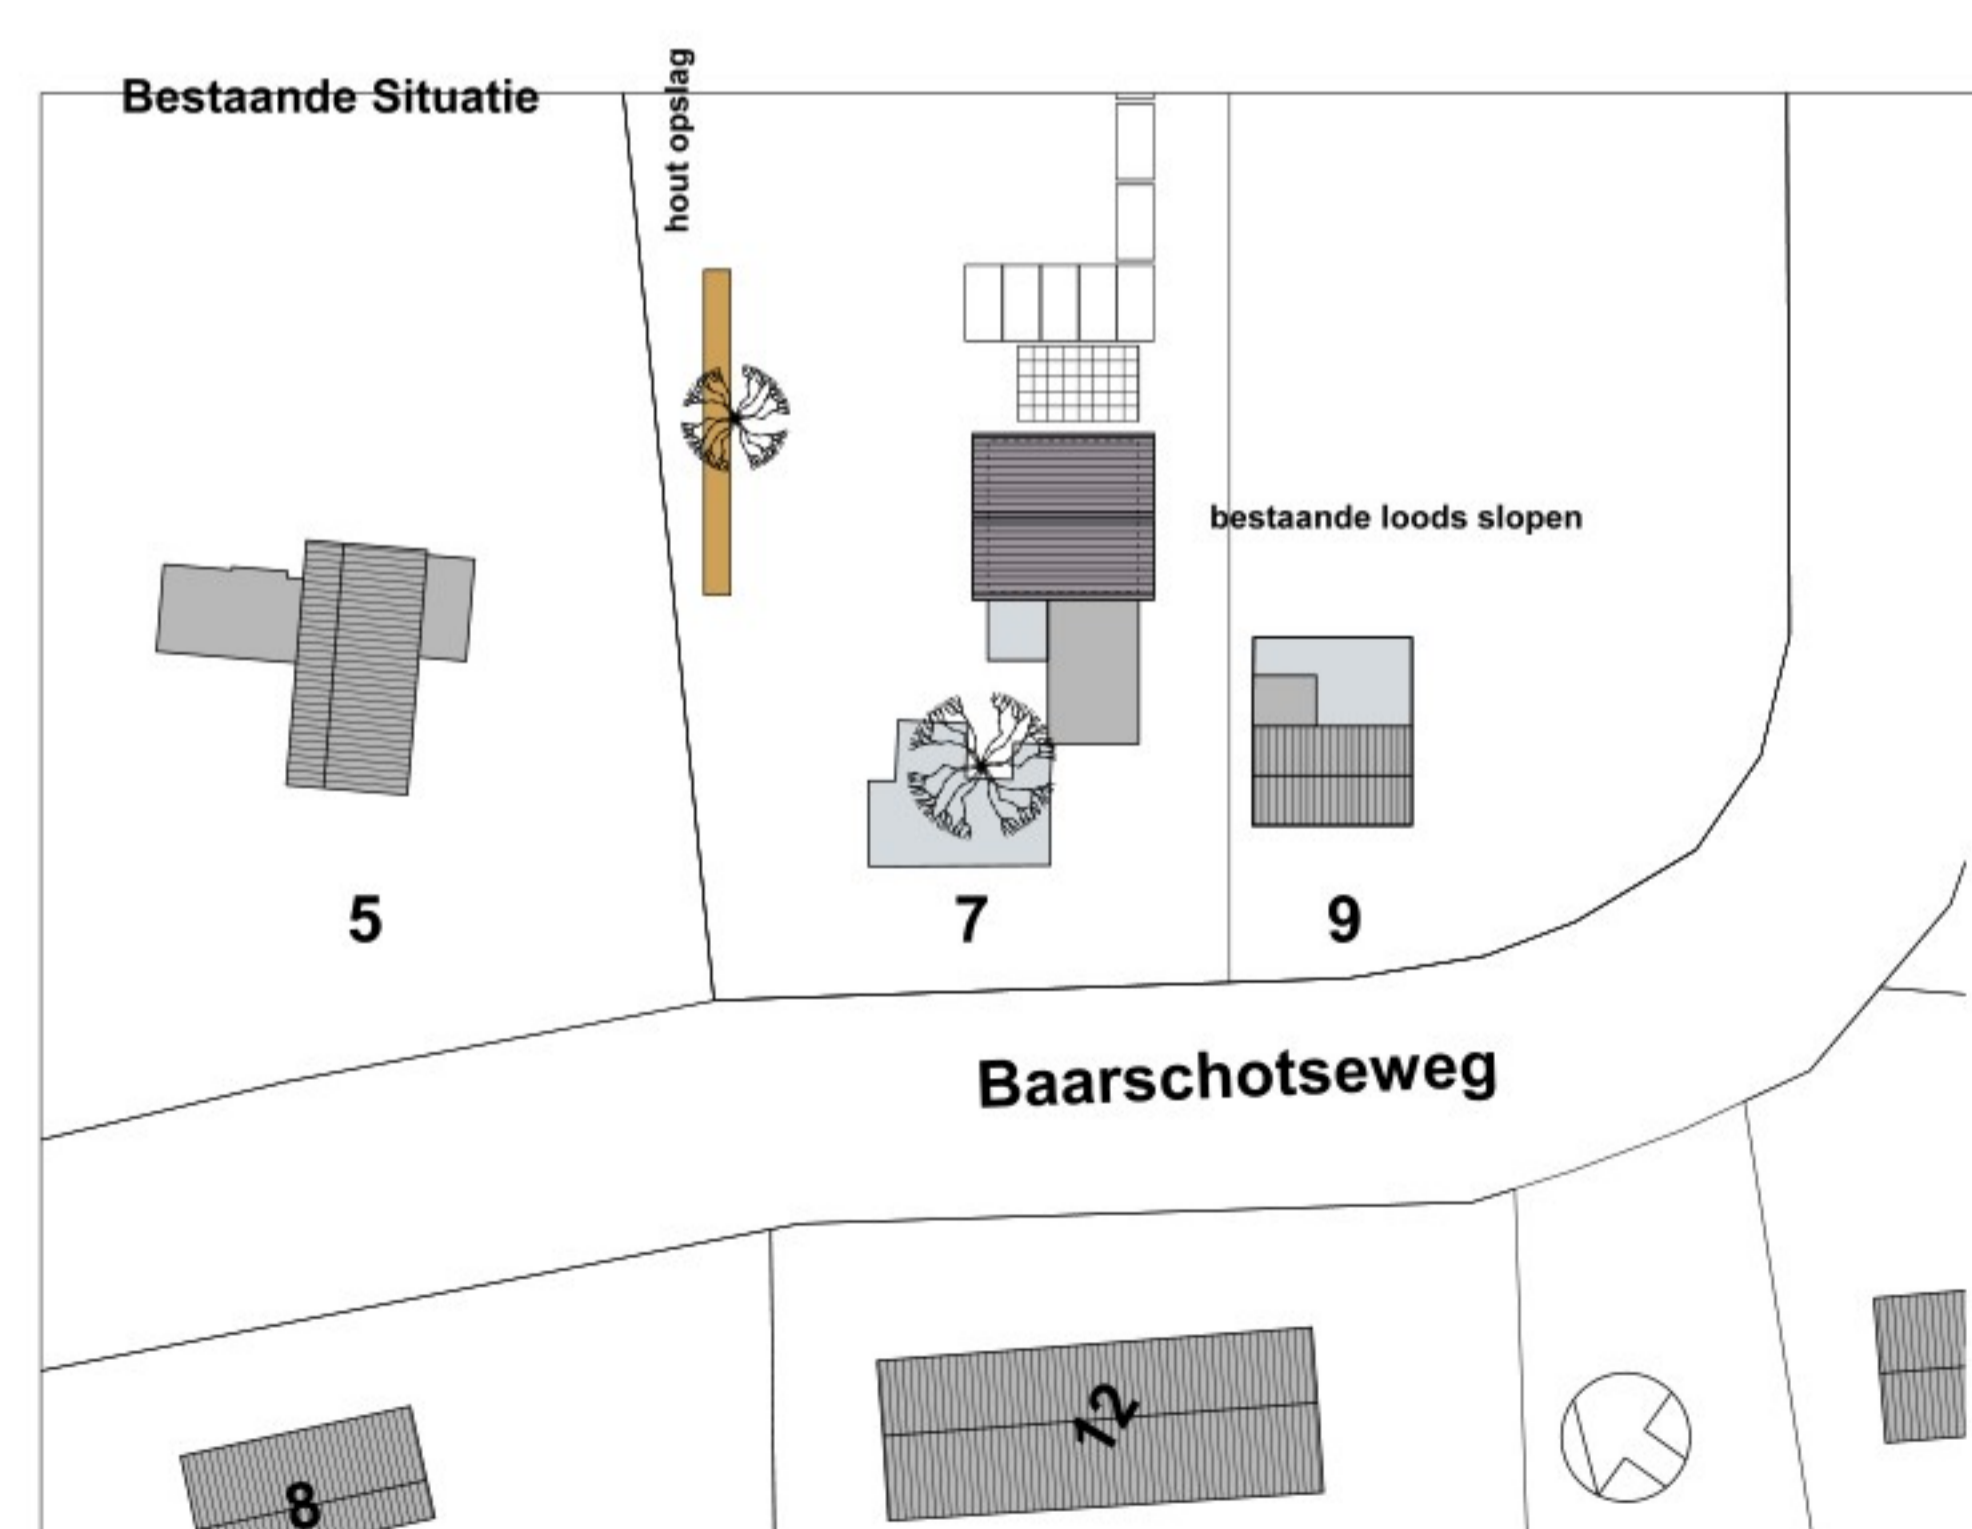 Bestaande Situatie
hout opslag
bestaande loods slopen
5
7
9
Baarschotseweg
12
8